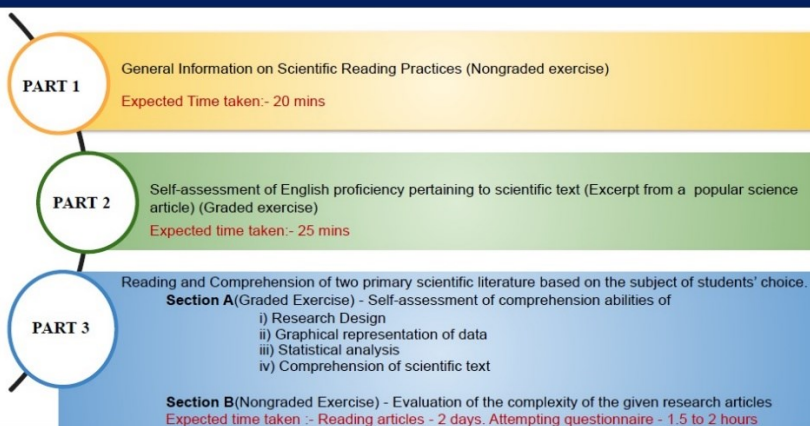 PART 1
General Information on Scientific Reading Practices (Nongraded exercise)
Expected Time taken:- 20 mins
PART 2
Self-assessment of English proficiency pertaining to scientific text (Excerpt from a popular science
article) (Graded exercise)
Expected time taken:- 25 mins
PART 3
Reading and Comprehension of two primary scientific literature based on the subject of students' choice.
Section A(Graded Exercise) - Self-assessment of comprehension abilities of
i) Research Design
ii) Graphical representation of data
iii) Statistical analysis
iv) Comprehension of scientific text
Section B(Nongraded Exercise) - Evaluation of the complexity of the given research articles
Expected time taken :- Reading articles - 2 days. Attempting questionnaire - 1.5 to 2 hours